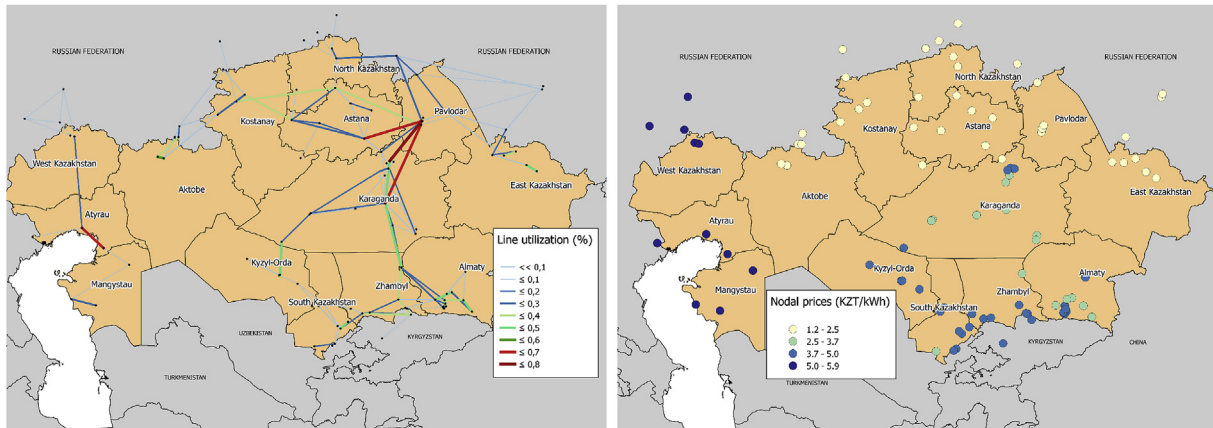 RUSSIAN FEDERATION
RUSSIAN FEDERATION
North Kazakhstan
Kostanay
Astana
Pavlodar
West Kazakhstan
Aktobe
East Kazakhstan
Karaganda
Atyrau
Kyzyl-Orda
Almaty
Mangystau
Zhambyl
South Kazakhstan
UZBEKISTAN
KYRGYZSTAN
TURKMENISTAN
Line utilization (%)
<< 0,1
≤ 0,1
≤ 0,2
≤ 0,3
≤ 0,4
≤ 0,5
≤ 0,6
≤ 0,7
≤ 0,8
RUSSIAN FEDERATION
RUSSIAN FEDERATION
North Kazakhstan
Kostanay
Astana
Pavlodar
West Kazakhstan
Aktobe
East Kazakhstan
Karaganda
Atyrau
Kyzyl-Orda
Almaty
Mangystau
Zhambyl
South Kazakhstan
KYRGYZSTAN
CHINA
TURKMENISTAN
Nodal prices (KZT/kWh)
1.2 - 2.5
2.5 - 3.7
3.7 - 5.0
5.0 - 5.9